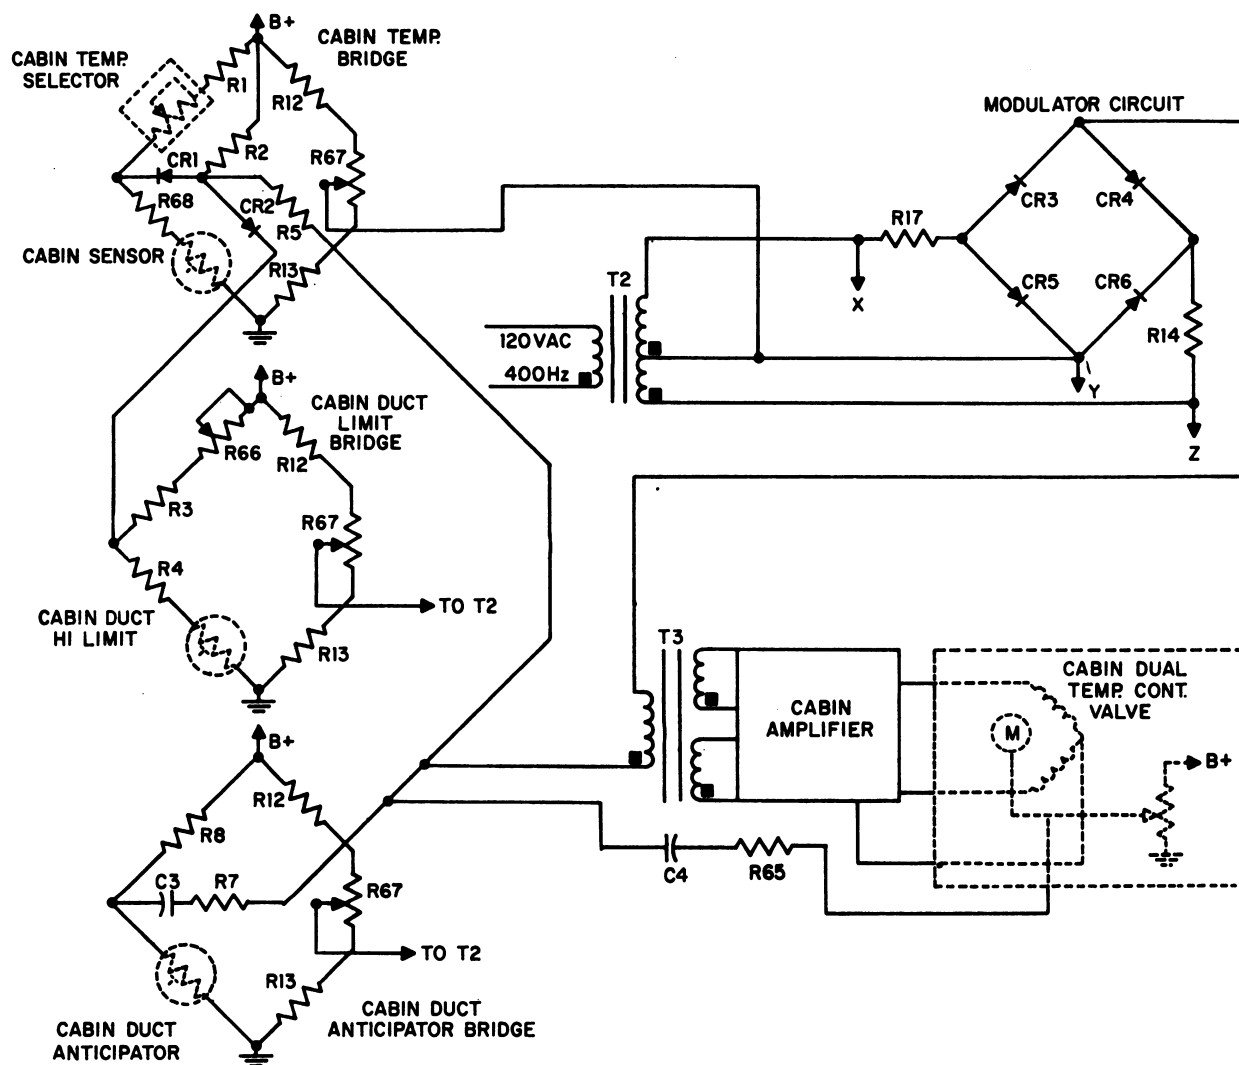 B+
CABIN TEMP.
BRIDGE
CABIN TEMP.
SELECTOR
R1
R12
MODULATOR CIRCUIT
R2
R67
CR1
R68
CR2
R5
CR3
CR4
R17
CABIN SENSOR
R13
T2
CR5
CR6
X
120VAC
400Hz
R14
Y
Z
B+
CABIN DUCT
LIMIT
BRIDGE
R66
R12
R3
R67
R4
TO T2
CABIN DUCT
HI LIMIT
R13
T3
CABIN
AMPLIFIER
CABIN DUAL
TEMP. CONT.
VALVE
M
B+
B+
R12
R8
C3
R7
R67
C4
R65
TO T2
R13
CABIN DUCT
ANTICIPATOR BRIDGE
CABIN DUCT
ANTICIPATOR